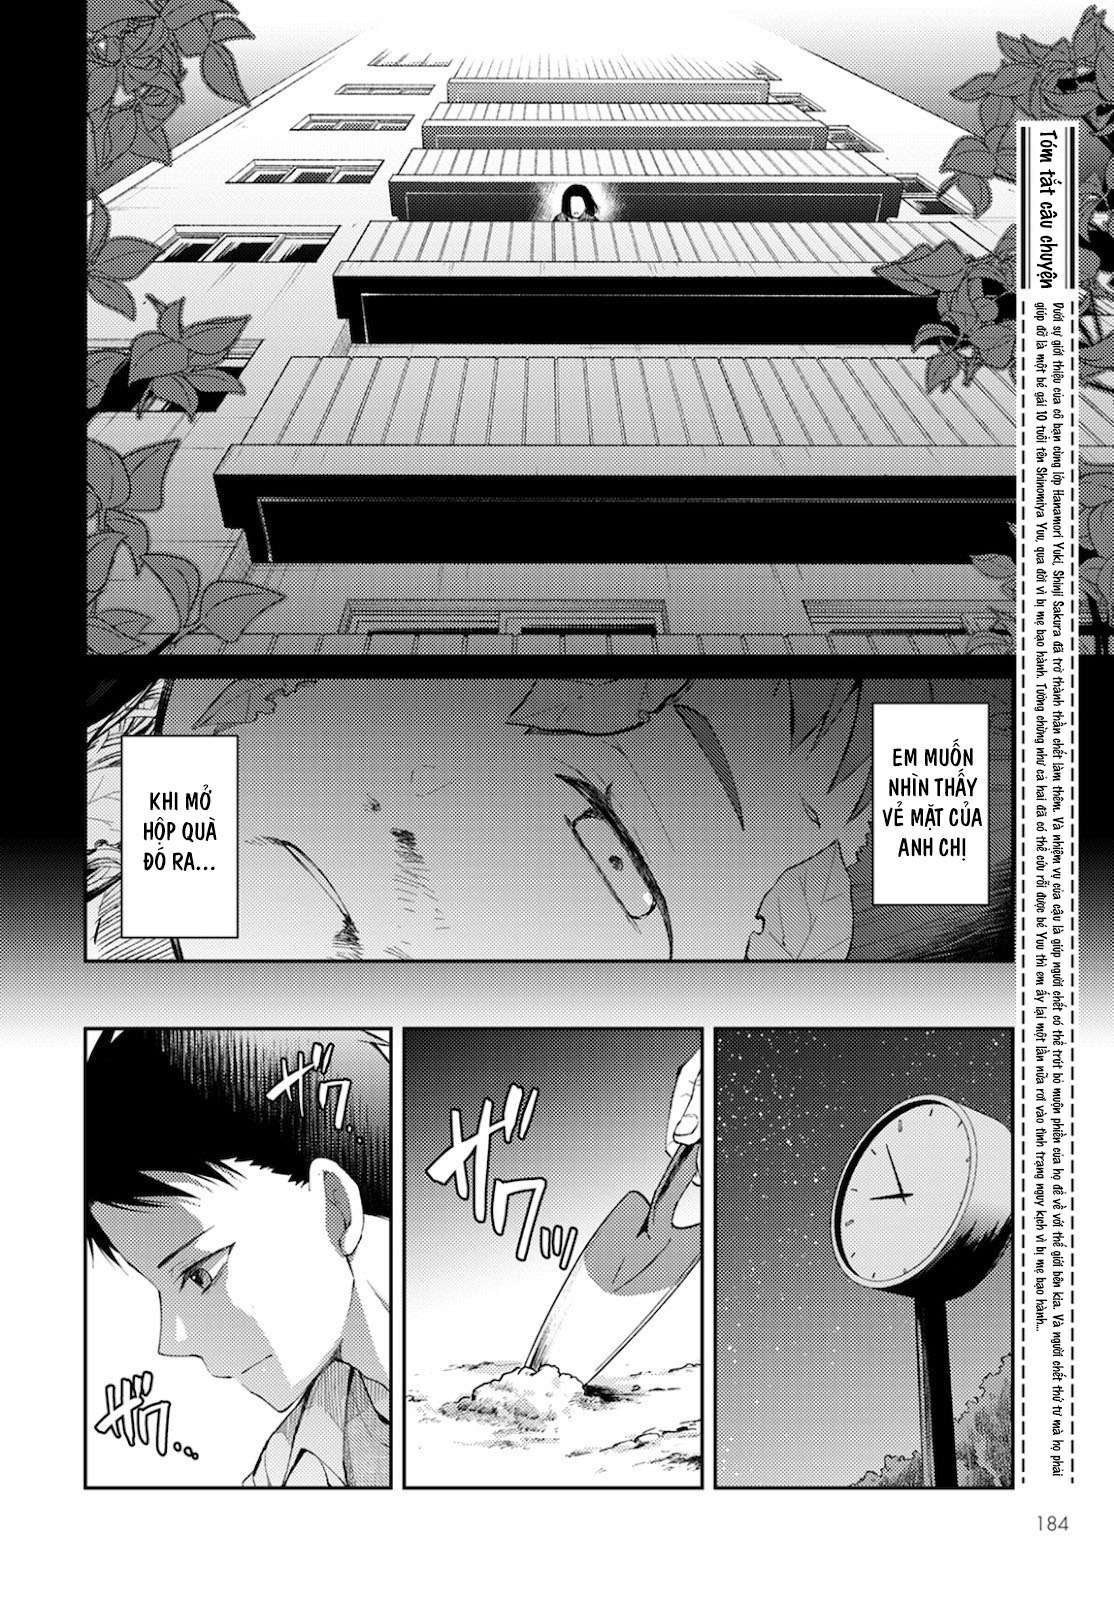 Tóm tắt câu chuyện
Dưới sự giới thiệu của cô bạn cùng lớp Hanamori Yuki, Shinji Sakura đã trở thành thần chết làm thêm. Và nhiệm vụ của cậu là giúp người chết có thể trút bỏ muộn phiền của họ để về với thế giới bên kia. Và người chết thứ tư mà họ phải
giúp đỡ là một bé gái 10 tuổi tên Shinomiya Yuu, qua đời vì bị mẹ bạo hành. Tưởng chừng như cả hai đã có thể cứu rỗi được bé Yuu thì em ấy lại một lần nữa rơi vào tình trạng nguy kịch vì bị mẹ bạo hành...
EM MUỐN
NHÌN THẤY
VẺ MẶT CỦA
ANH CHỊ
KHI MỞ
HỘP QUÀ
ĐÓ RA...
ザク
ザク
ザク...
184